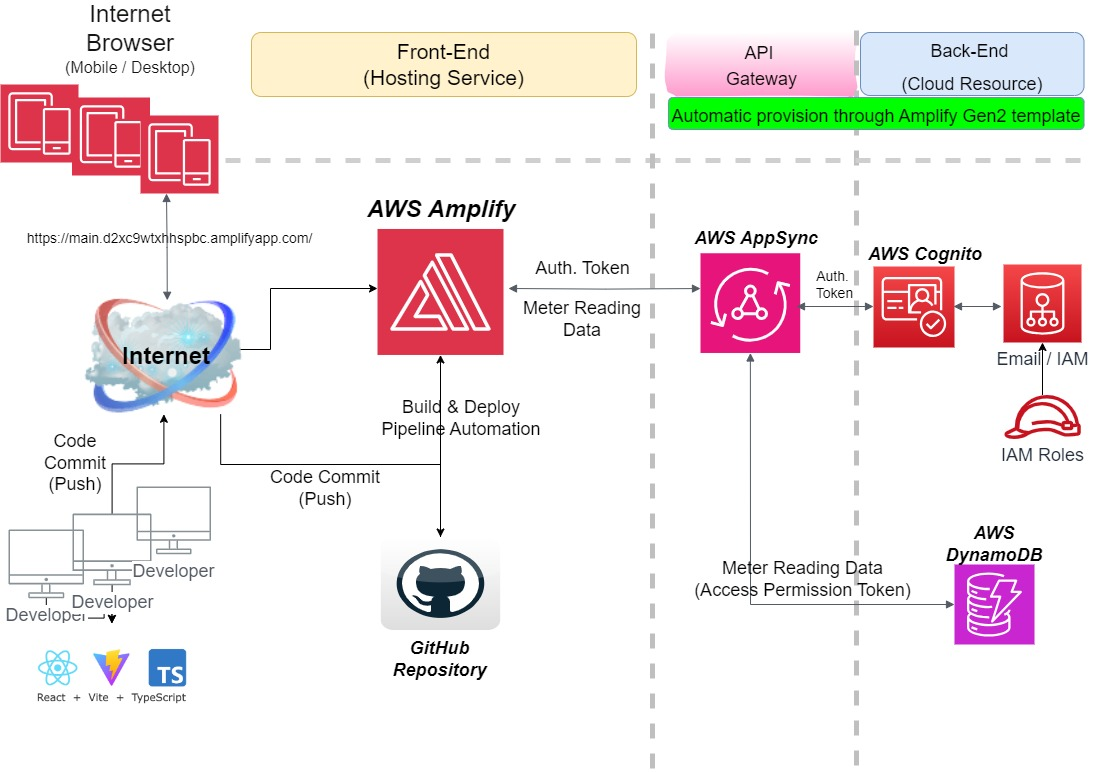 Internet
Browser
(Mobile / Desktop)
Front-End
(Hosting Service)
API
Gateway
Back-End
(Cloud Resource)
Automatic provision through Amplify Gen2 template
https://main.d2xc9wtxhhspbc.amplifyapp.com/
AWS Amplify
AWS AppSync
AWS Cognito
Auth. Token
Meter Reading
Data
Auth.
Token
Internet
Email / IAM
IAM Roles
Build & Deploy
Pipeline Automation
Code
Commit
(Push)
Code Commit
(Push)
AWS
DynamoDB
Meter Reading Data
(Access Permission Token)
Developer
Developer
Developer
GitHub
Repository
TS
React + Vite + TypeScript